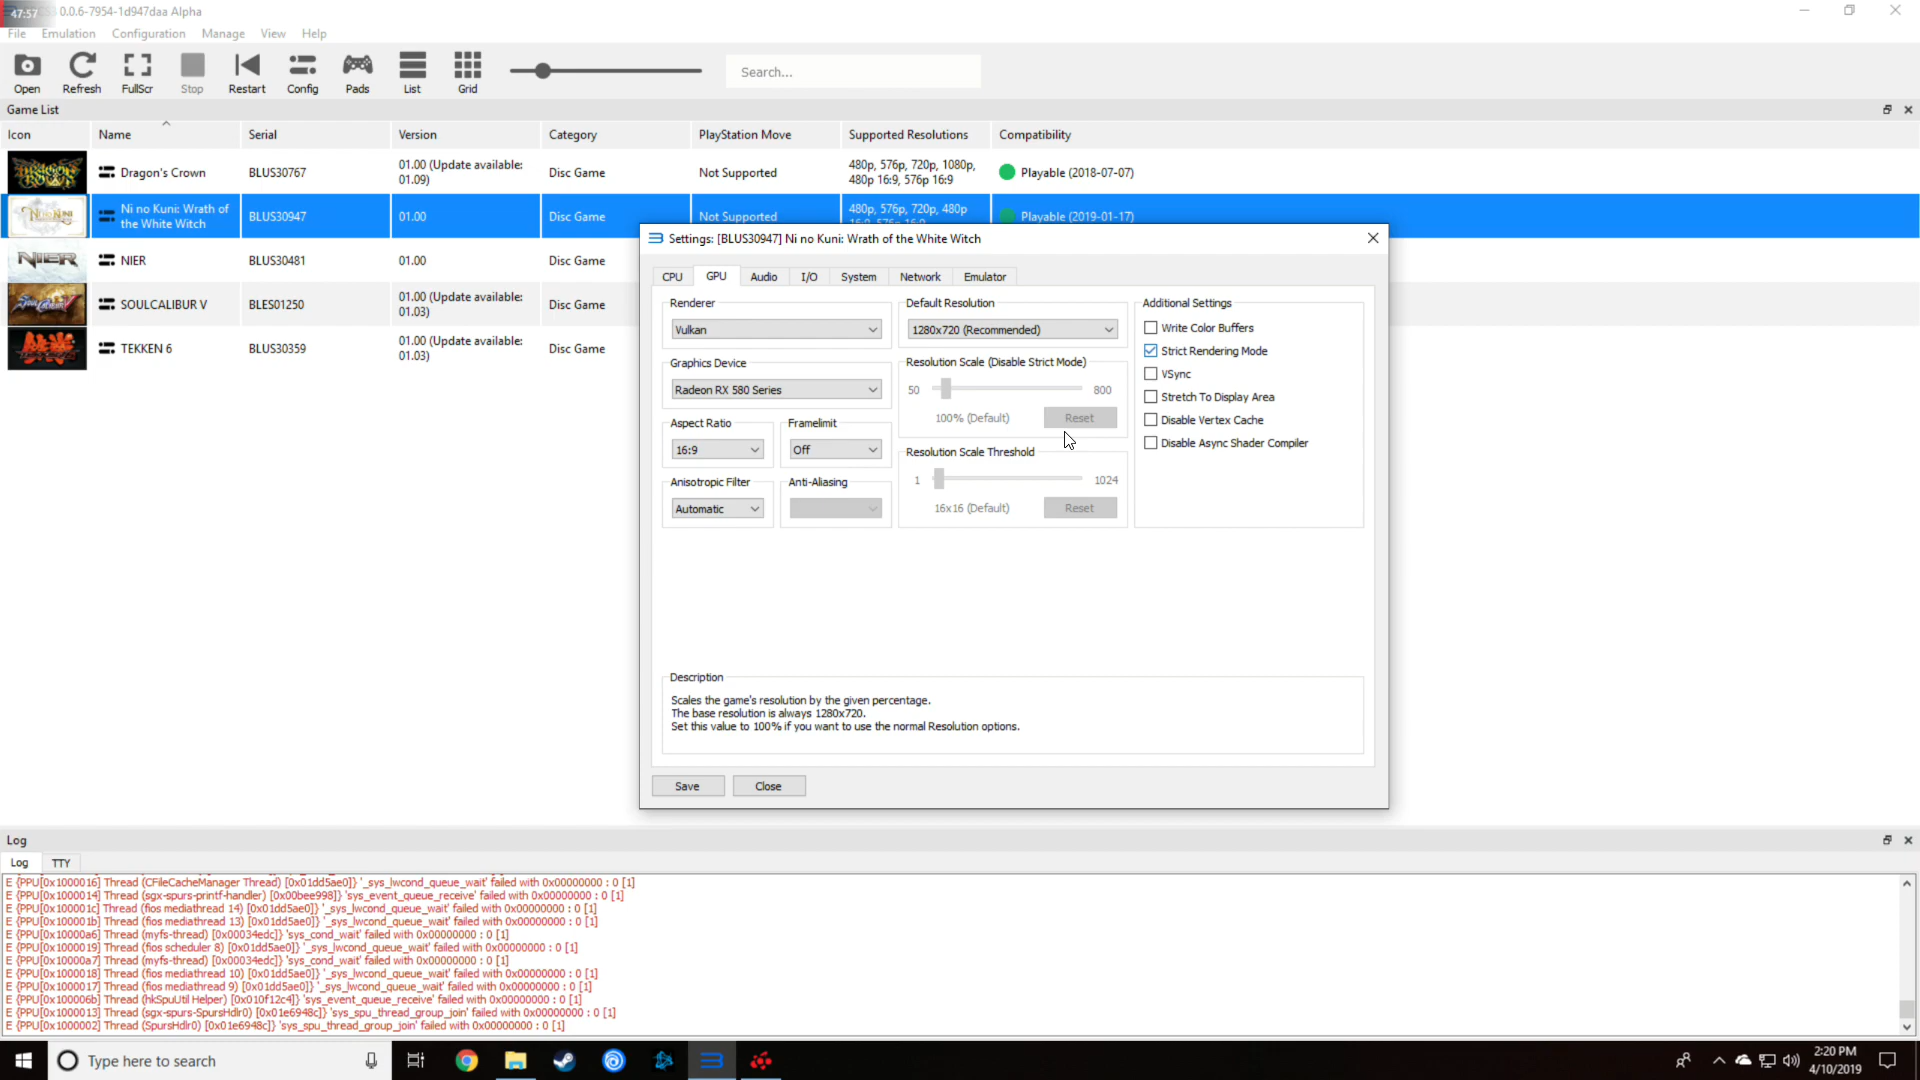 47:57 0.0.6-7954-1d947daa Alpha
File Emulation Configuration Manage View Help
Open Refresh FullScr Stop Restart Config Pads List Grid Search...
Game List
Icon Name Serial Version Category PlayStation Move Supported Resolutions Compatibility
Dragon's Crown BLUS30767 01.00 (Update available: 01.09) Disc Game Not Supported 480p, 576p, 720p, 1080p, 480p 16:9, 576p 16:9 Playable (2018-07-07)
Ni no Kuni: Wrath of the White Witch BLUS30947 01.00 Disc Game Not Supported 480p, 576p, 720p, 480p 16:9, 576p 16:9 Playable (2019-01-17)
NIER NIER BLUS30481 01.00 Disc Game
SOULCALIBUR V BLES01250 01.00 (Update available: 01.03) Disc Game
TEKKEN 6 BLUS30359 01.00 (Update available: 01.03) Disc Game
Settings: [BLUS30947] Ni no Kuni: Wrath of the White Witch
CPU GPU Audio I/O System Network Emulator
Renderer
Vulkan
Graphics Device
Radeon RX 580 Series
Aspect Ratio Framelimit
16:9 Off
Anisotropic Filter Anti-Aliasing
Automatic
Default Resolution
1280x720 (Recommended)
Resolution Scale (Disable Strict Mode)
50 800
100% (Default) Reset
Resolution Scale Threshold
1 1024
16x16 (Default) Reset
Additional Settings
Write Color Buffers
Strict Rendering Mode
VSync
Stretch To Display Area
Disable Vertex Cache
Disable Async Shader Compiler
Description
Scales the game's resolution by the given percentage.
The base resolution is always 1280x720.
Set this value to 100% if you want to use the normal Resolution options.
Save Close
Log
Log TTY
E {PPU[0x1000016] Thread (CFileCacheManager Thread) [0x01dd5ae0]} '_sys_lwcond_queue_wait' failed with 0x00000000 : 0 [1]
E {PPU[0x1000014] Thread (sgx-spurs-printf-handler) [0x00bee998]} 'sys_event_queue_receive' failed with 0x00000000 : 0 [1]
E {PPU[0x100001c] Thread (fios mediathread 14) [0x01dd5ae0]} '_sys_lwcond_queue_wait' failed with 0x00000000 : 0 [1]
E {PPU[0x100001b] Thread (fios mediathread 13) [0x01dd5ae0]} '_sys_lwcond_queue_wait' failed with 0x00000000 : 0 [1]
E {PPU[0x10000a6] Thread (myfs-thread) [0x00034edc]} 'sys_cond_wait' failed with 0x00000000 : 0 [1]
E {PPU[0x1000019] Thread (fios scheduler 8) [0x01dd5ae0]} '_sys_lwcond_queue_wait' failed with 0x00000000 : 0 [1]
E {PPU[0x10000a7] Thread (myfs-thread) [0x00034edc]} 'sys_cond_wait' failed with 0x00000000 : 0 [1]
E {PPU[0x1000018] Thread (fios mediathread 10) [0x01dd5ae0]} '_sys_lwcond_queue_wait' failed with 0x00000000 : 0 [1]
E {PPU[0x1000017] Thread (fios mediathread 9) [0x01dd5ae0]} '_sys_lwcond_queue_wait' failed with 0x00000000 : 0 [1]
E {PPU[0x100006b] Thread (hkSpuUtil Helper) [0x010f12c4]} 'sys_event_queue_receive' failed with 0x00000000 : 0 [1]
E {PPU[0x1000013] Thread (sgx-spurs-SpursHdlr0) [0x01e6948c]} 'sys_spu_thread_group_join' failed with 0x00000000 : 0 [1]
E {PPU[0x1000002] Thread (SpursHdlr0) [0x01e6948c]} 'sys_spu_thread_group_join' failed with 0x00000000 : 0 [1]
Type here to search
2:20 PM
4/10/2019